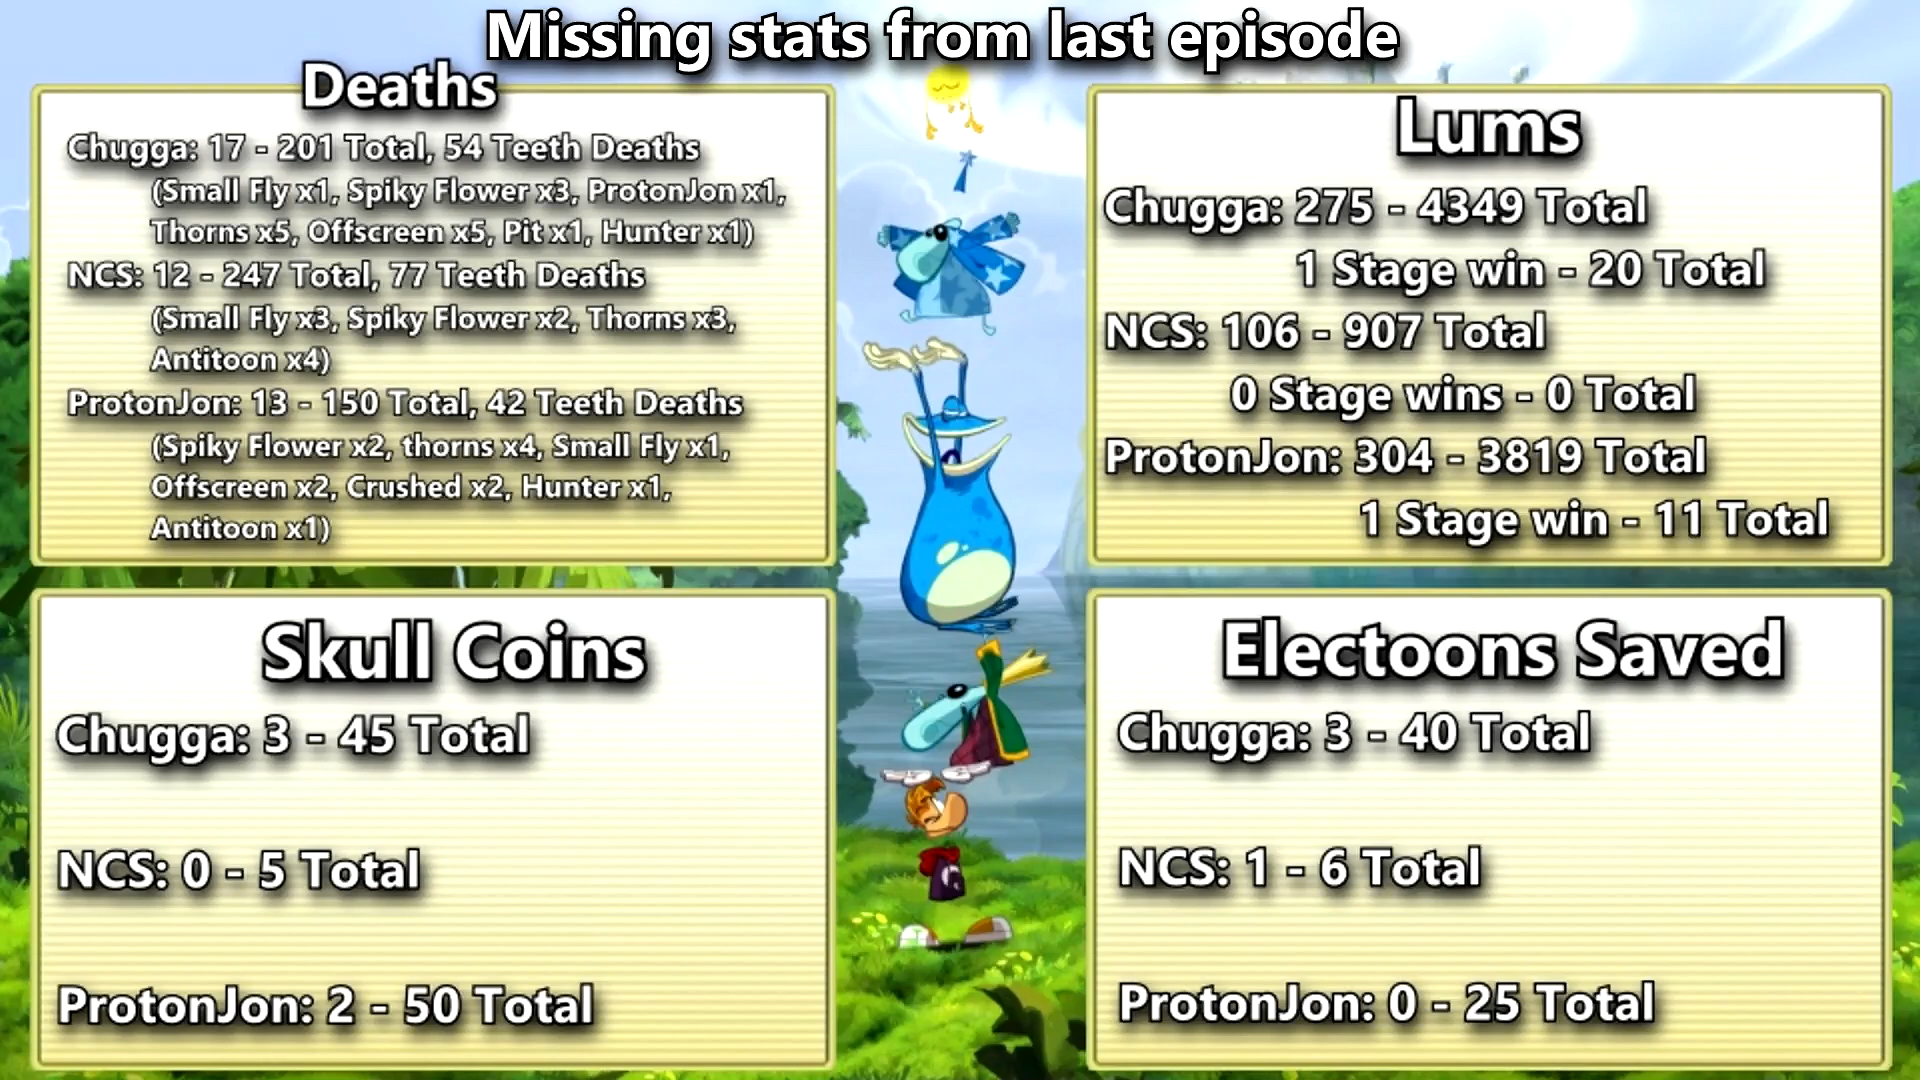 Missing stats from last episode
Deaths
Chugga: 17 - 201 Total, 54 Teeth Deaths
(Small Fly x1, Spiky Flower x3, ProtonJon x1,
Thorns x5, Offscreen x5, Pit x1, Hunter x1)
NCS: 12 - 247 Total, 77 Teeth Deaths
(Small Fly x3, Spiky Flower x2, Thorns x3,
Antitoon x4)
ProtonJon: 13 - 150 Total, 42 Teeth Deaths
(Spiky Flower x2, thorns x4, Small Fly x1,
Offscreen x2, Crushed x2, Hunter x1,
Antitoon x1)
Lums
Chugga: 275 - 4349 Total
1 Stage win - 20 Total
NCS: 106 - 907 Total
0 Stage wins - 0 Total
ProtonJon: 304 - 3819 Total
1 Stage win - 11 Total
Skull Coins
Chugga: 3 - 45 Total
NCS: 0 - 5 Total
ProtonJon: 2 - 50 Total
Electoons Saved
Chugga: 3 - 40 Total
NCS: 1 - 6 Total
ProtonJon: 0 - 25 Total